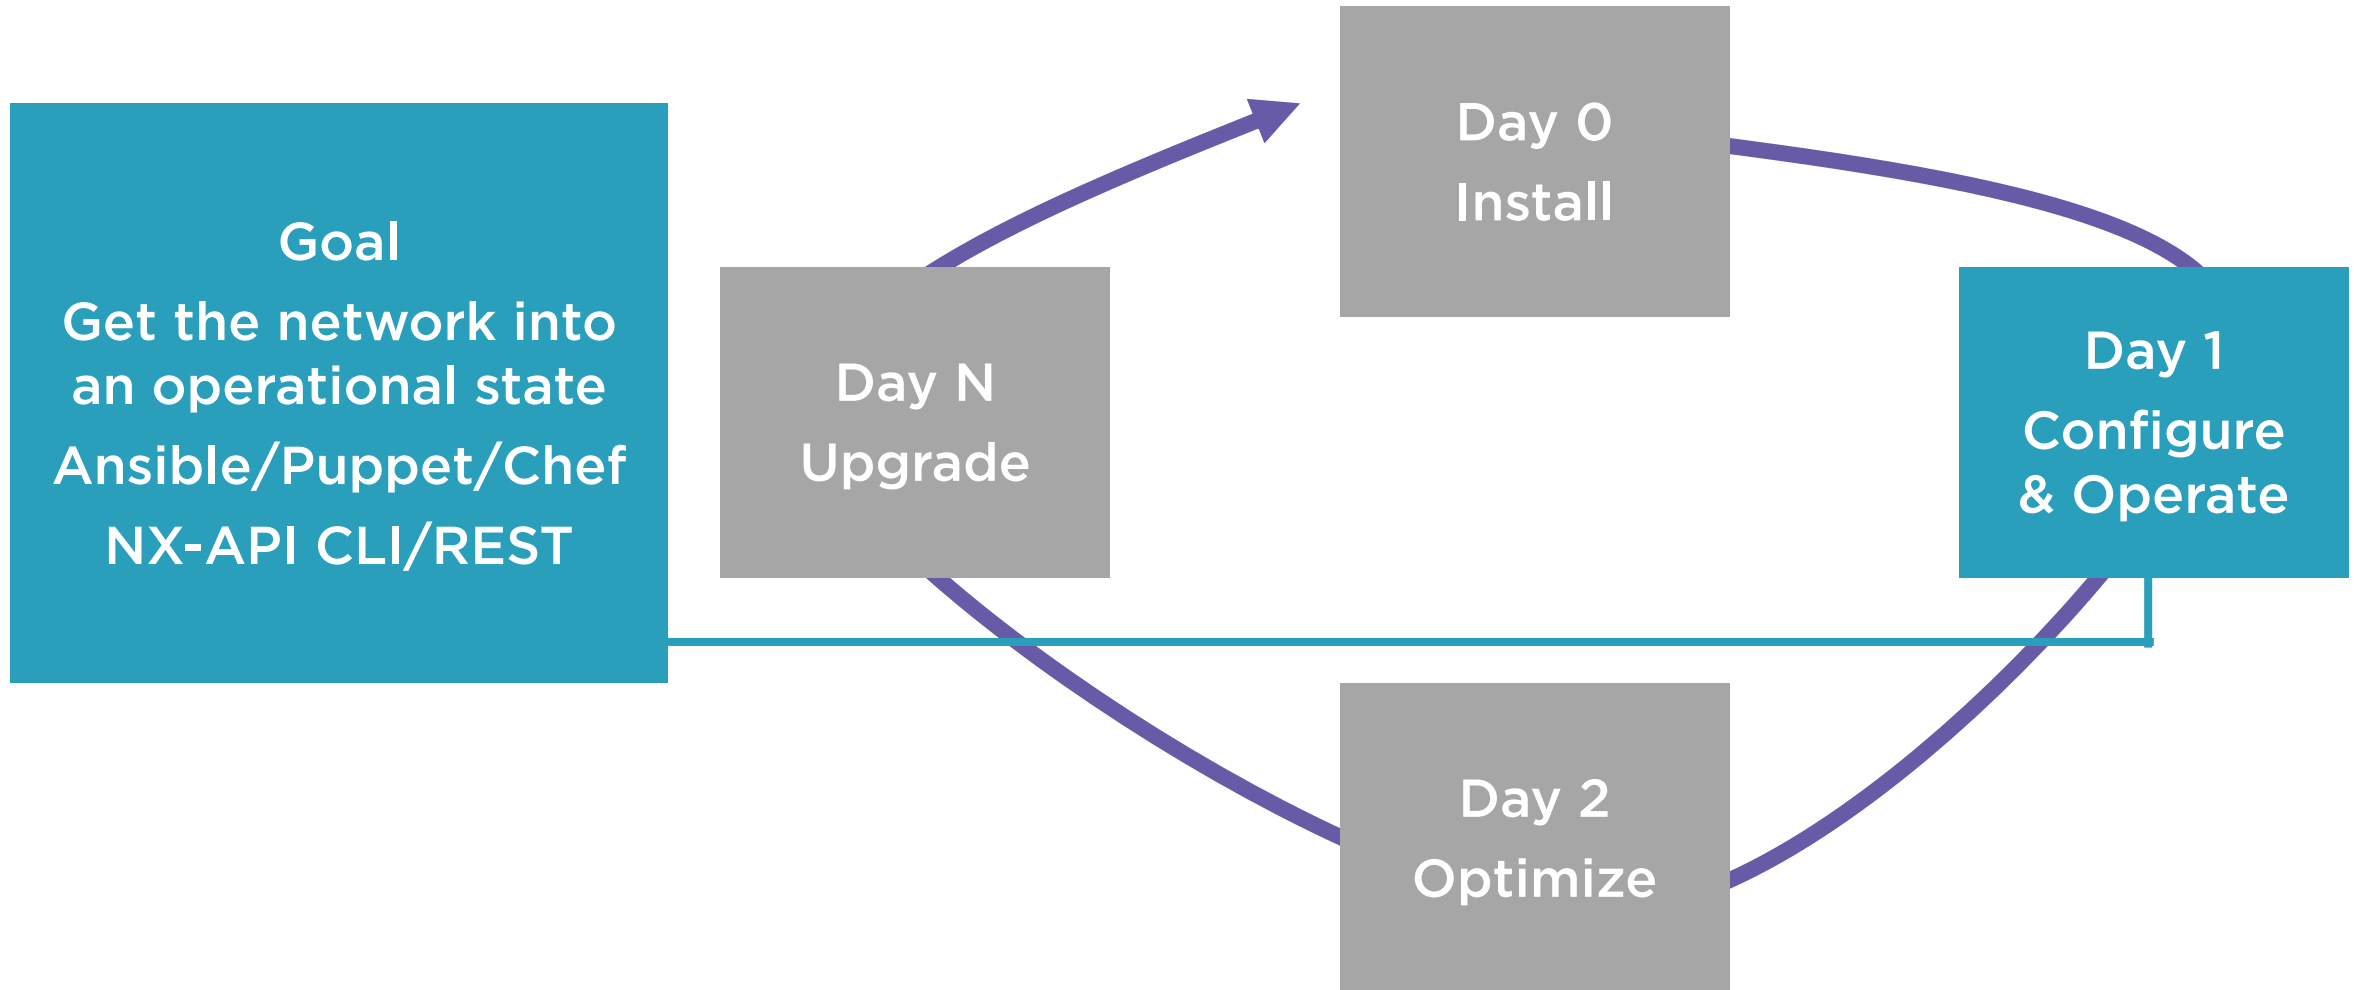 Goal
Get the network into
an operational state
Ansible/Puppet/Chef
NX-API CLI/REST
Day 0
Install
Day 1
Configure
& Operate
Day 2
Optimize
Day N
Upgrade